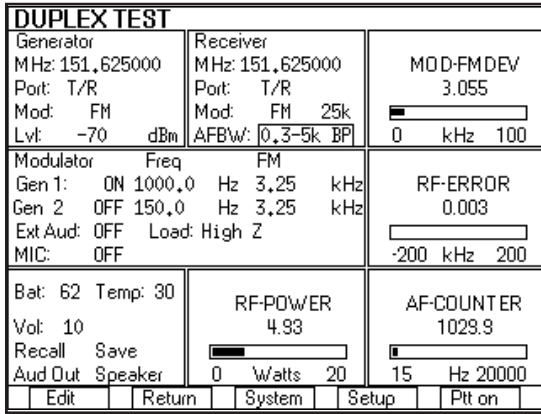 DUPLEX TEST
Generator
MHz: 151.625000
Port: T/R
Mod: FM
Lvl: -70 dBm
Receiver
MHz: 151.625000
Port: T/R
Mod: FM 25k
AFBW: 0.3-5k BP
MOD-FMDEV
3.055
0 kHz 100
Modulator Freq FM
Gen 1: ON 1000.0 Hz 3.25 kHz
Gen 2 OFF 150.0 Hz 3.25 kHz
Ext Aud: OFF Load: High Z
MIC: OFF
RF-ERROR
0.003
-200 kHz 200
Bat: 62 Temp: 30
Vol: 10
Recall Save
Aud Out Speaker
RF-POWER
4.93
0 Watts 20
AF-COUNTER
1029.9
15 Hz 20000
Edit Return System Setup Ptt on